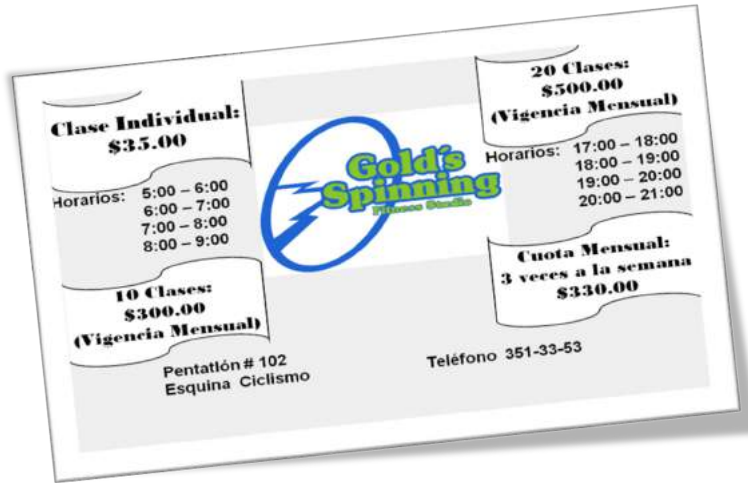 Clase Individual:
$35.00
Horarios: 5:00 – 6:00
6:00 – 7:00
7:00 – 8:00
8:00 – 9:00
10 Clases:
$300.00
(Vigencia Mensual)
Gold's
Spinning
Fitness Studio
20 Clases:
$500.00
(Vigencia Mensual)
Horarios: 17:00 – 18:00
18:00 – 19:00
19:00 – 20:00
20:00 – 21:00
Cuota Mensual:
3 veces a la semana
$330.00
Pentatlón # 102
Esquina Ciclismo
Teléfono 351-33-53